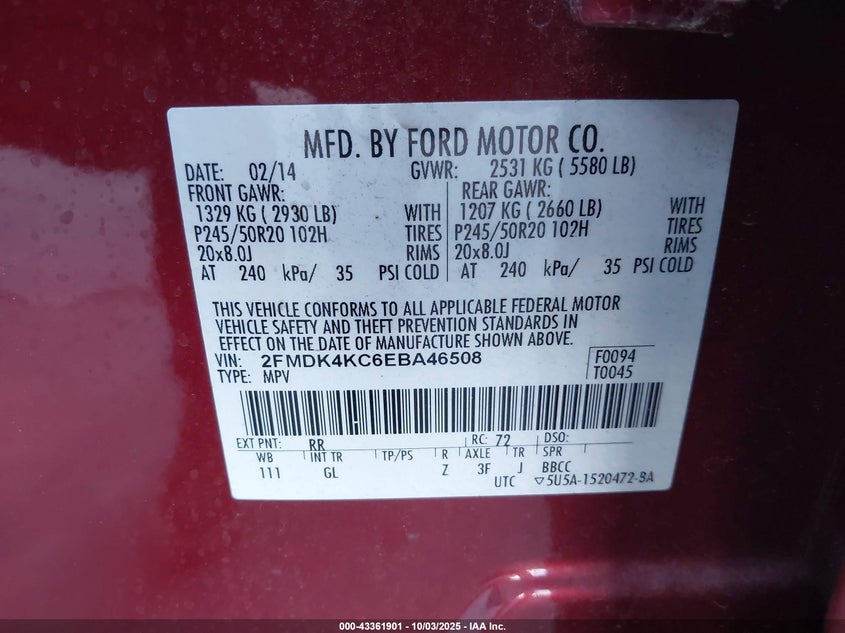 MFD. BY FORD MOTOR CO.
DATE: 02/14 GVWR: 2531 KG ( 5580 LB)
FRONT GAWR: REAR GAWR:
1329 KG ( 2930 LB) WITH 1207 KG ( 2660 LB) WITH
P245/50R20 102H TIRES P245/50R20 102H TIRES
20x8.0J RIMS 20x8.0J RIMS
AT 240 kPa/ 35 PSI COLD AT 240 kPa/ 35 PSI COLD
THIS VEHICLE CONFORMS TO ALL APPLICABLE FEDERAL MOTOR
VEHICLE SAFETY AND THEFT PREVENTION STANDARDS IN
EFFECT ON THE DATE OF MANUFACTURE SHOWN ABOVE.
VIN: 2FMDK4KC6EBA46508 F0094
TYPE: MPV T0045
EXT PNT: RR RC: 72 DSO:
WB INT TR TP/PS R AXLE TR SPR
111 GL Z 3F J BBCC
UTC ▽5U5A-1520472-BA
000-43361901 - 10/03/2025 - IAA Inc.